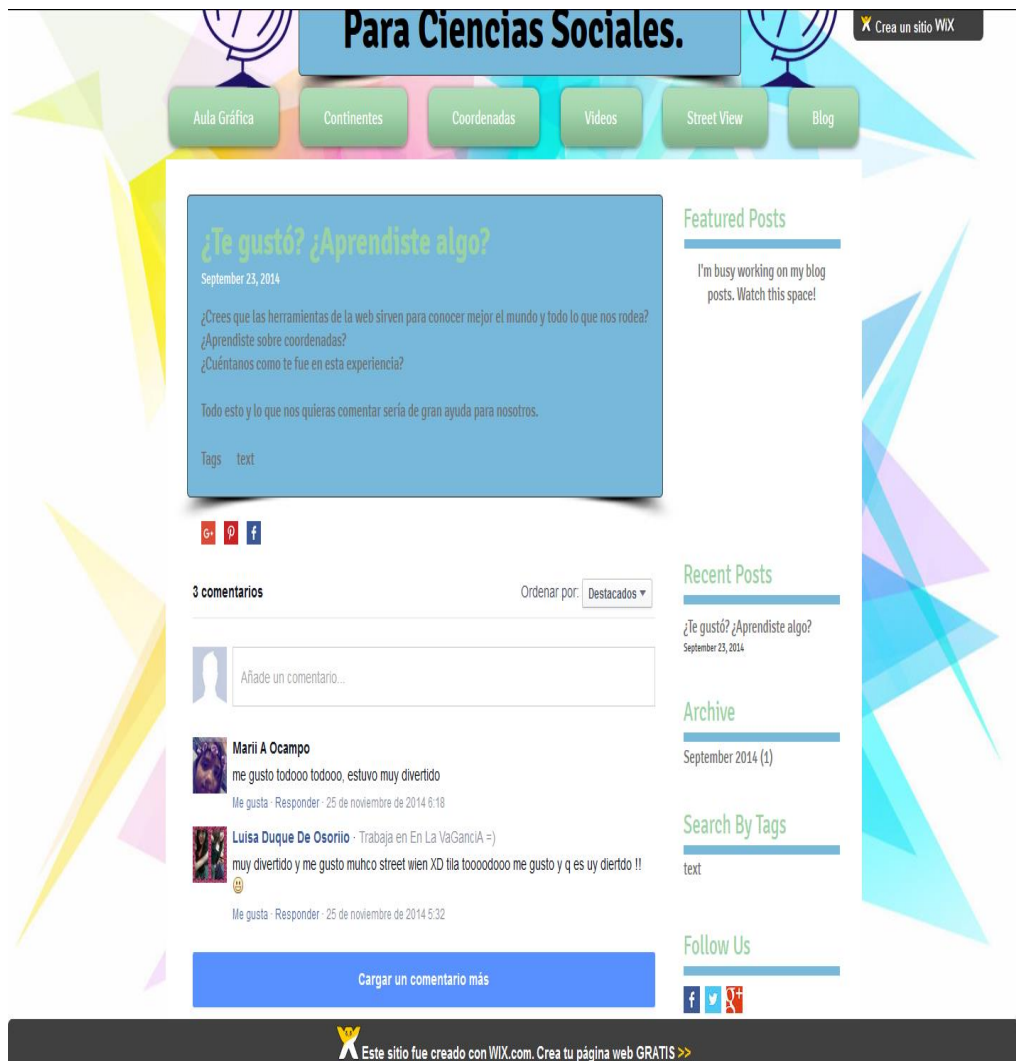 Para Ciencias Sociales.
Crea un sitio WiX
Aula Gráfica
Continentes
Coordenadas
Videos
Street View
Blog
¿Te gustó? ¿Aprendiste algo?
September 23, 2014
¿Crees que las herramientas de la web sirven para conocer mejor el mundo y todo lo que nos rodea?
¿Aprendiste sobre coordenadas?
¿Cuéntanos como te fue en esta experiencia?
Todo esto y lo que nos quieras comentar sería de gran ayuda para nosotros.
Tags text
3 comentarios
Ordenar por: Destacados
Añade un comentario...
Marii A Ocampo
me gusto todooo todooo, estuvo muy divertido
Me gusta · Responder · 25 de noviembre de 2014 6:18
Luisa Duque De Osoriio · Trabaja en En La VaGanciA =)
muy divertido y me gusto muhco street wien XD tila tooooodooo me gusto y q es uy diertdo !!
Me gusta · Responder · 25 de noviembre de 2014 5:32
Cargar un comentario más
Featured Posts
I'm busy working on my blog
posts. Watch this space!
Recent Posts
¿Te gustó? ¿Aprendiste algo?
September 23, 2014
Archive
September 2014 (1)
Search By Tags
text
Follow Us
Este sitio fue creado con WIX.com. Crea tu página web GRATIS >>